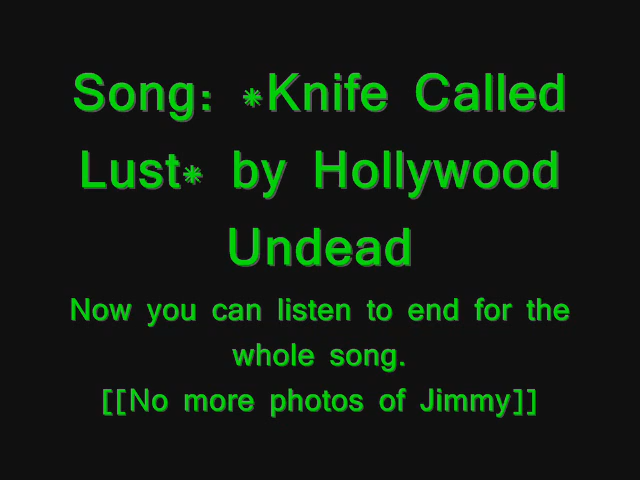 Song: *Knife Called
Lust* by Hollywood
Undead
Now you can listen to end for the
whole song.
[[No more photos of Jimmy]]